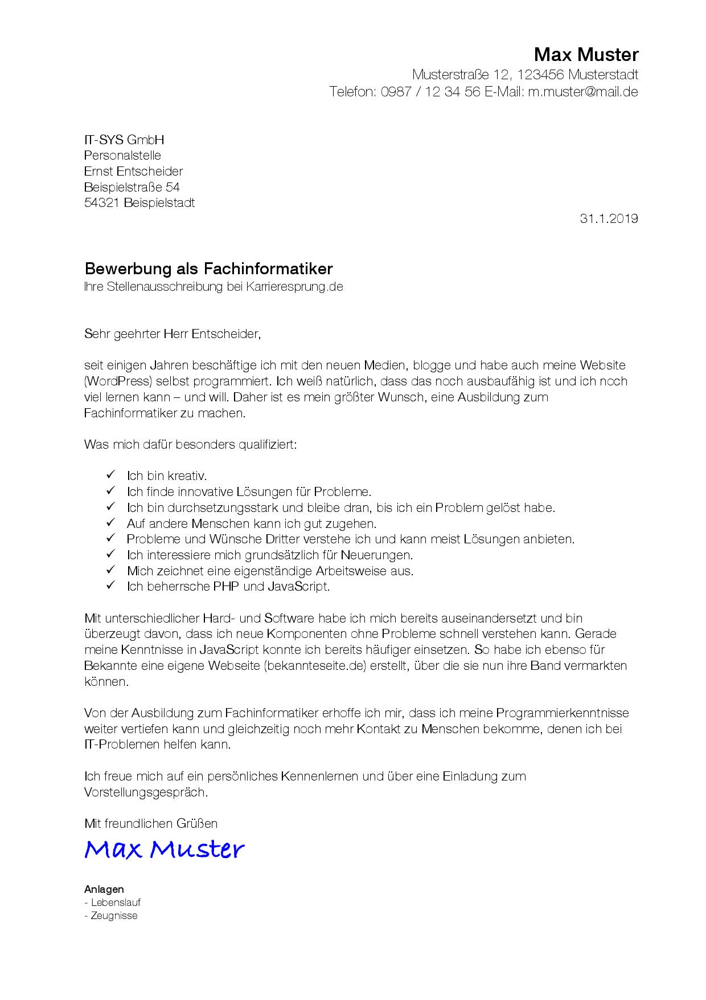 Max Muster
Musterstraße 12, 123456 Musterstadt
Telefon: 0987 / 12 34 56 E-Mail: m.muster@mail.de
IT-SYS GmbH
Personalstelle
Ernst Entscheider
Beispielstraße 54
54321 Beispielstadt
31.1.2019
Bewerbung als Fachinformatiker
Ihre Stellenausschreibung bei Karrieresprung.de
Sehr geehrter Herr Entscheider,
seit einigen Jahren beschäftige ich mit den neuen Medien, blogge und habe auch meine Website
(WordPress) selbst programmiert. Ich weiß natürlich, dass das noch ausbaufähig ist und ich noch
viel lernen kann – und will. Daher ist es mein größter Wunsch, eine Ausbildung zum
Fachinformatiker zu machen.
Was mich dafür besonders qualifiziert:
✓ Ich bin kreativ.
✓ Ich finde innovative Lösungen für Probleme.
✓ Ich bin durchsetzungsstark und bleibe dran, bis ich ein Problem gelöst habe.
✓ Auf andere Menschen kann ich gut zugehen.
✓ Probleme und Wünsche Dritter verstehe ich und kann meist Lösungen anbieten.
✓ Ich interessiere mich grundsätzlich für Neuerungen.
✓ Mich zeichnet eine eigenständige Arbeitsweise aus.
✓ Ich beherrsche PHP und JavaScript.
Mit unterschiedlicher Hard- und Software habe ich mich bereits auseinandersetzt und bin
überzeugt davon, dass ich neue Komponenten ohne Probleme schnell verstehen kann. Gerade
meine Kenntnisse in JavaScript konnte ich bereits häufiger einsetzen. So habe ich ebenso für
Bekannte eine eigene Webseite (bekannteseite.de) erstellt, über die sie nun ihre Band vermarkten
können.
Von der Ausbildung zum Fachinformatiker erhoffe ich mir, dass ich meine Programmierkenntnisse
weiter vertiefen kann und gleichzeitig noch mehr Kontakt zu Menschen bekomme, denen ich bei
IT-Problemen helfen kann.
Ich freue mich auf ein persönliches Kennenlernen und über eine Einladung zum
Vorstellungsgespräch.
Mit freundlichen Grüßen
Max Muster
Anlagen
- Lebenslauf
- Zeugnisse